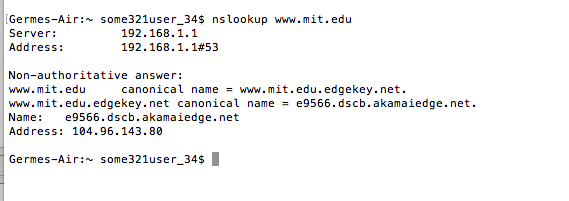 [Germes-Air:~ some321user_34$ nslookup www.mit.edu
Server: 192.168.1.1
Address: 192.168.1.1#53
Non-authoritative answer:
www.mit.edu canonical name = www.mit.edu.edgekey.net.
www.mit.edu.edgekey.net canonical name = e9566.dscb.akamaiedge.net.
Name: e9566.dscb.akamaiedge.net
Address: 104.96.143.80
Germes-Air:~ some321user_34$